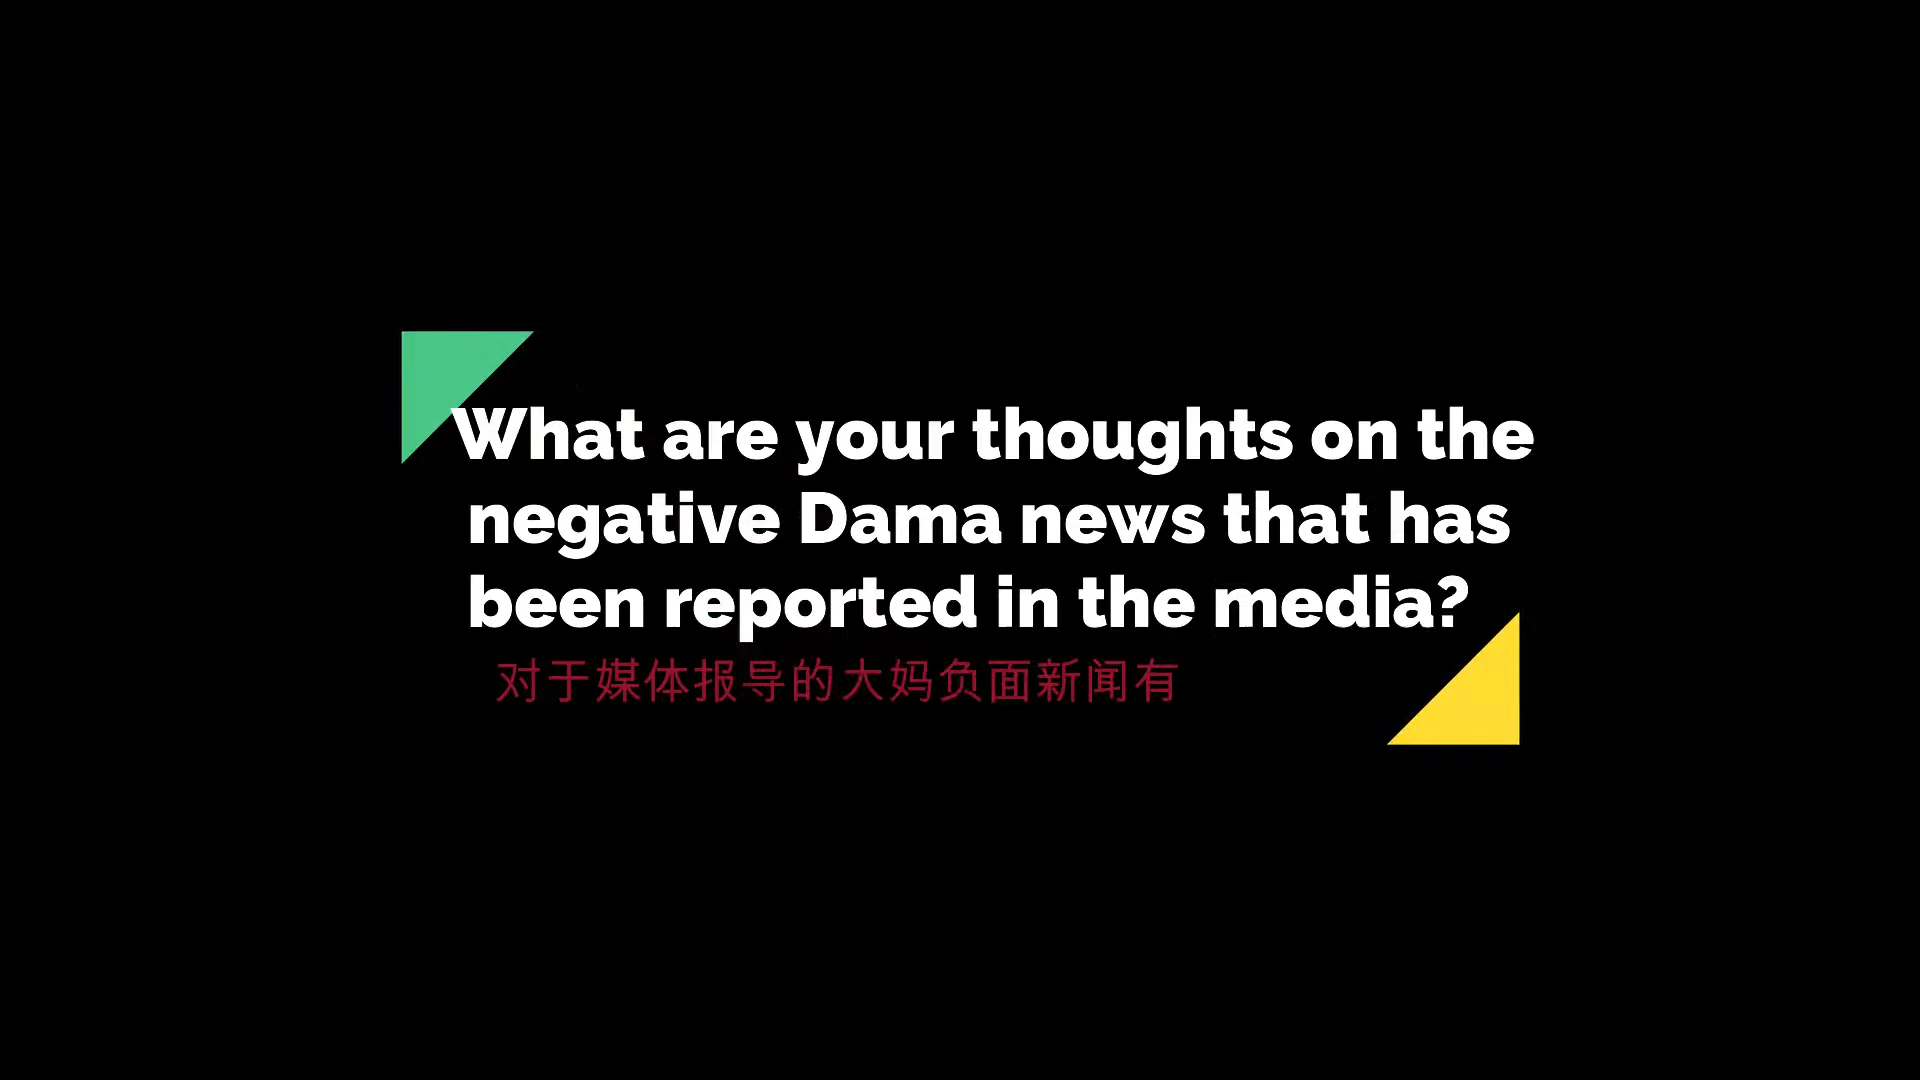 What are your thoughts on the
negative Dama news that has
been reported in the media?
对于媒体报导的大妈负面新闻有